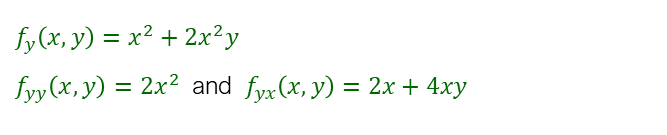 f_y(x, y) = x² + 2x²y
f_yy(x, y) = 2x² and f_yx(x, y) = 2x + 4xy